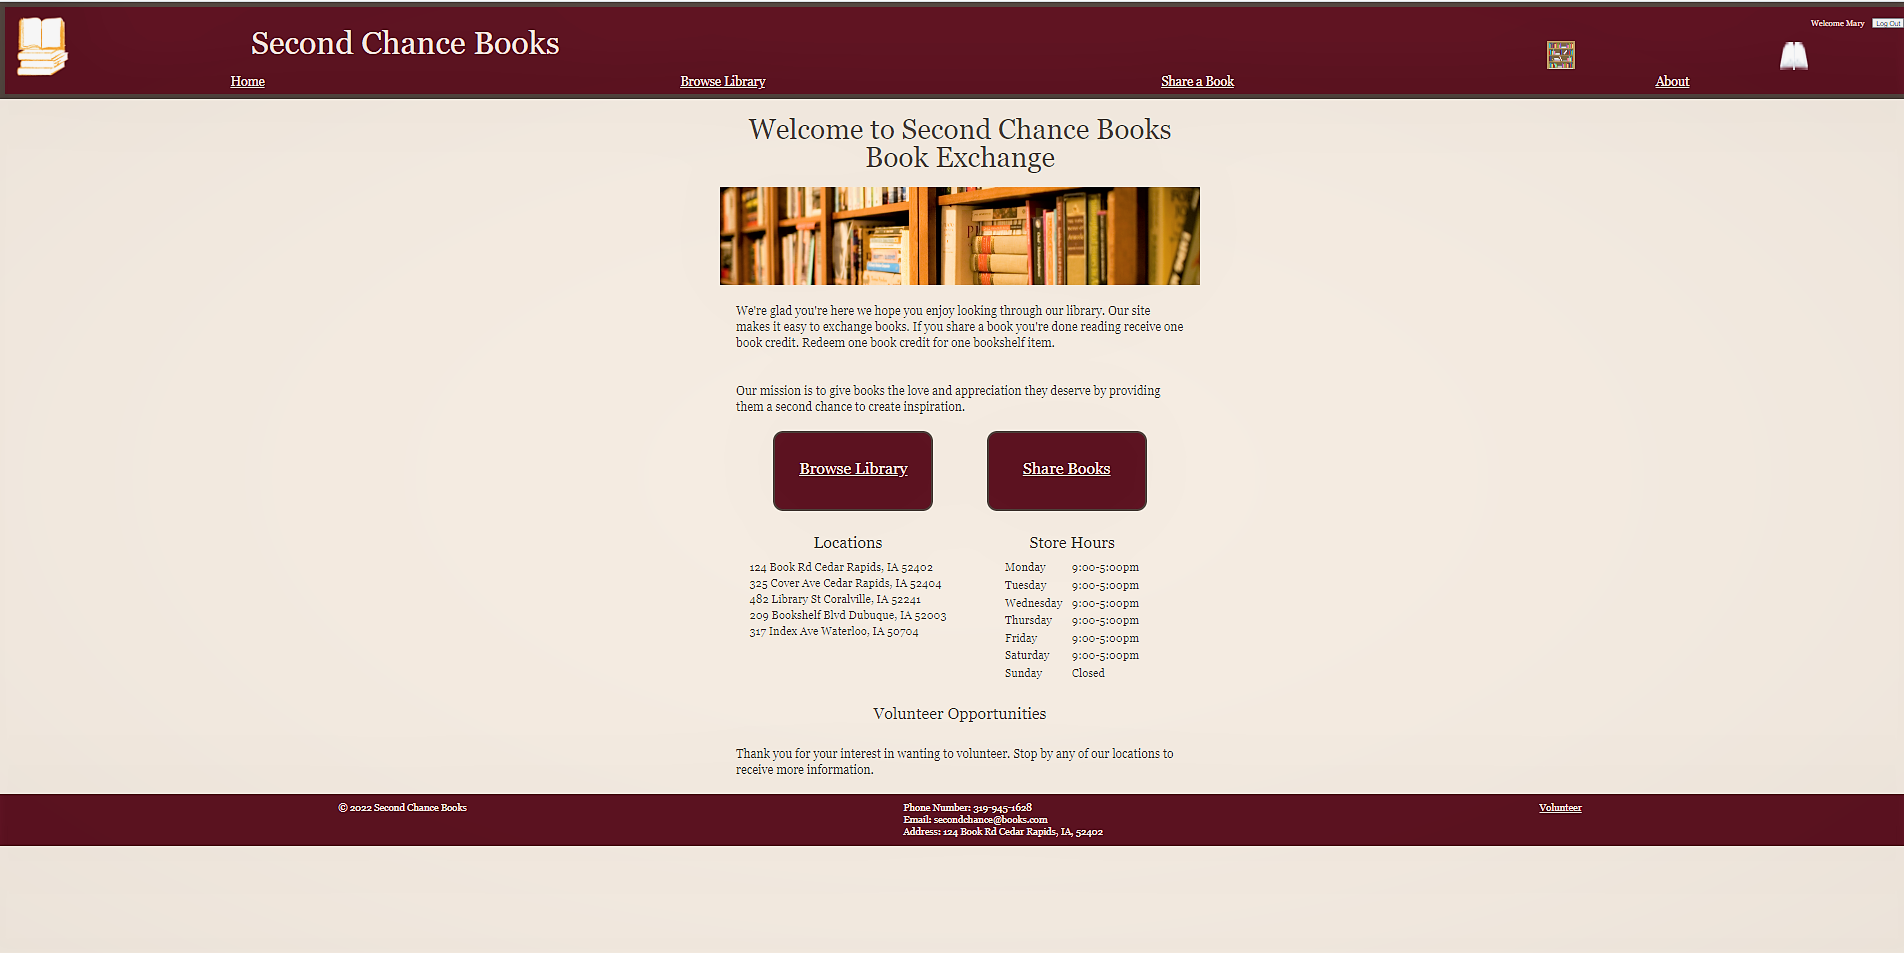 Welcome Mary Log Out
Second Chance Books
Home Browse Library Share a Book About
Welcome to Second Chance Books
Book Exchange
We're glad you're here we hope you enjoy looking through our library. Our site
makes it easy to exchange books. If you share a book you're done reading receive one
book credit. Redeem one book credit for one bookshelf item.
Our mission is to give books the love and appreciation they deserve by providing
them a second chance to create inspiration.
Browse Library Share Books
Locations
124 Book Rd Cedar Rapids, IA 52402
325 Cover Ave Cedar Rapids, IA 52404
482 Library St Coralville, IA 52241
209 Bookshelf Blvd Dubuque, IA 52003
317 Index Ave Waterloo, IA 50704
Store Hours
Monday 9:00-5:00pm
Tuesday 9:00-5:00pm
Wednesday 9:00-5:00pm
Thursday 9:00-5:00pm
Friday 9:00-5:00pm
Saturday 9:00-5:00pm
Sunday Closed
Volunteer Opportunities
Thank you for your interest in wanting to volunteer. Stop by any of our locations to
receive more information.
© 2022 Second Chance Books
Phone Number: 319-945-1628
Email: secondchance@books.com
Address: 124 Book Rd Cedar Rapids, IA, 52402
Volunteer